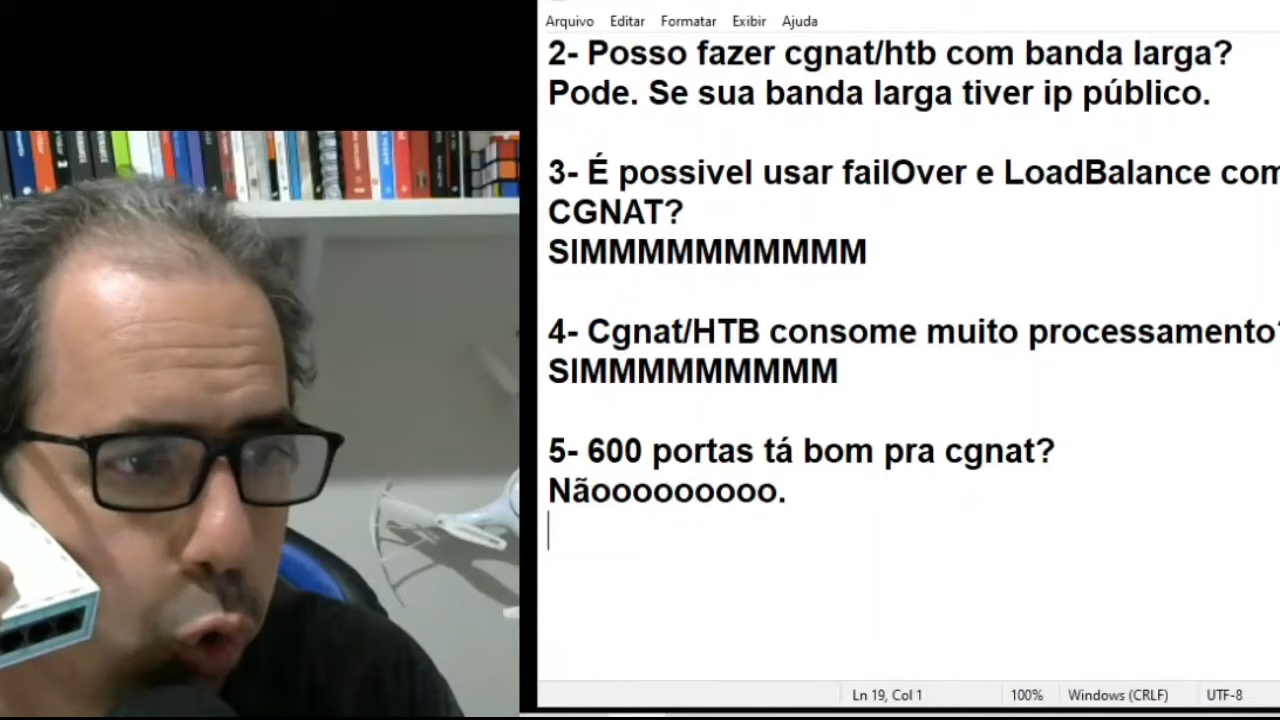 Arquivo Editar Formatar Exibir Ajuda
2- Posso fazer cgnat/htb com banda larga?
Pode. Se sua banda larga tiver ip público.
3- É possivel usar failOver e LoadBalance com
CGNAT?
SIMMMMMMMMMM
4- Cgnat/HTB consome muito processamento?
SIMMMMMMMMM
5- 600 portas tá bom pra cgnat?
Nãooooooooo.
Ln 19, Col 1 100% Windows (CRLF) UTF-8